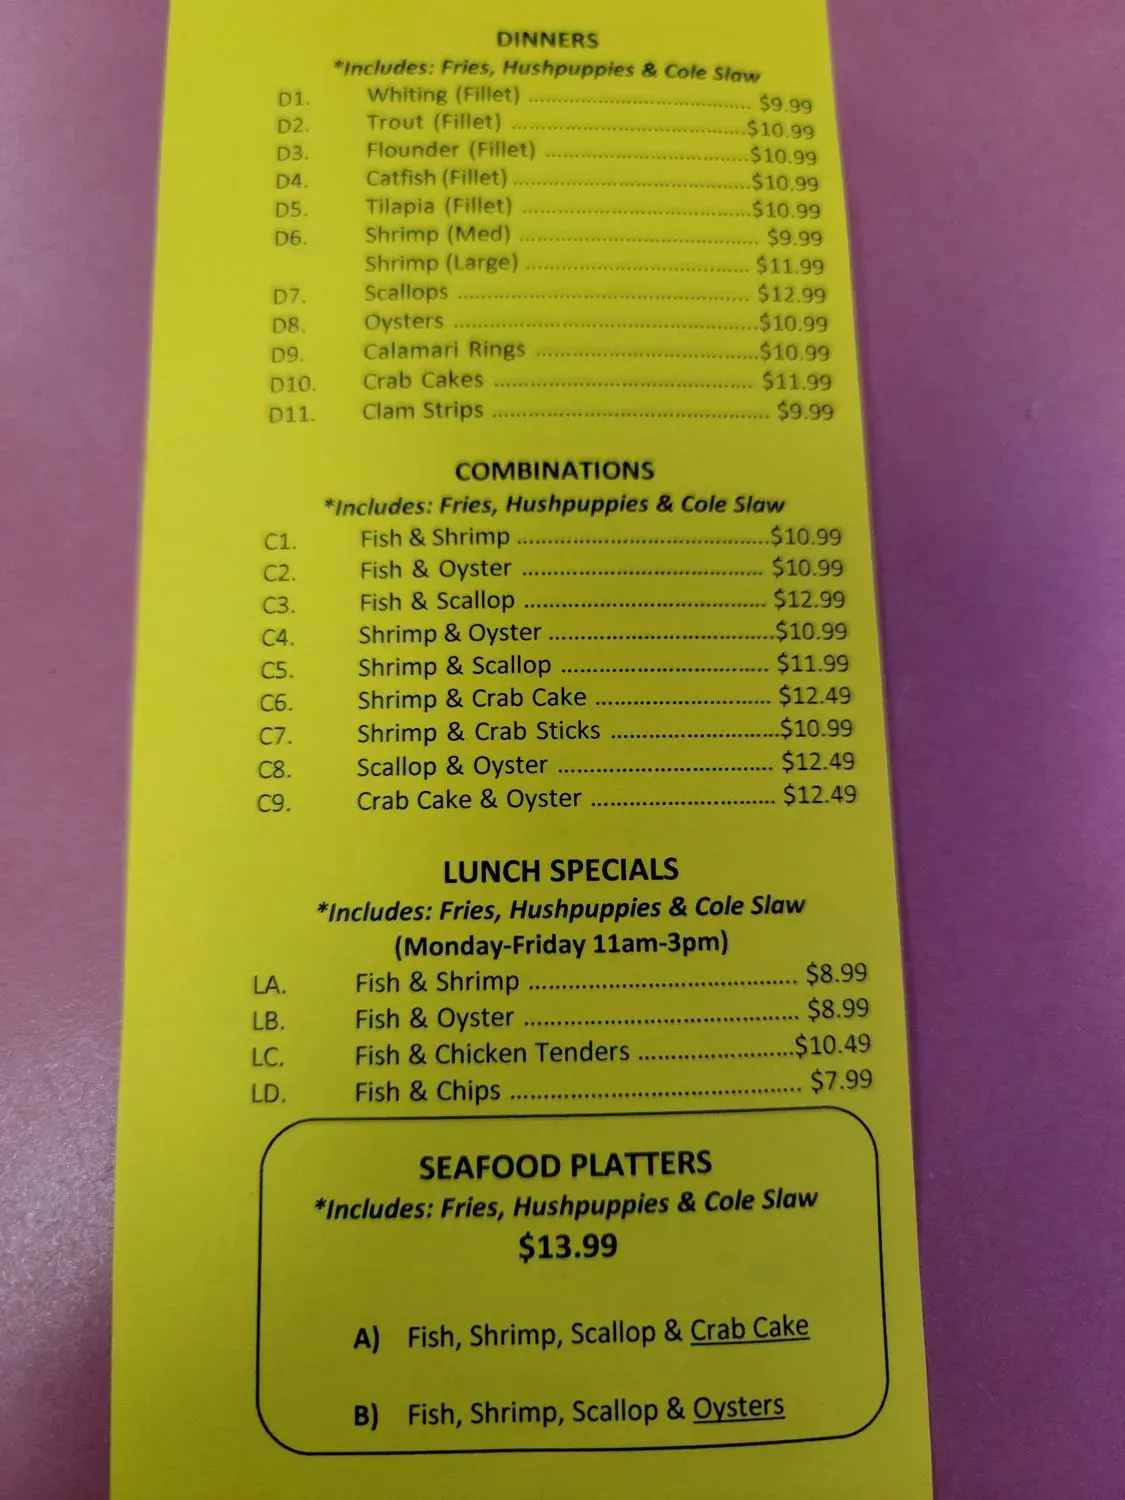 DINNERS
*Includes: Fries, Hushpuppies & Cole Slaw
D1. Whiting (Fillet) ........................................ $9.99
D2. Trout (Fillet) ........................................ $10.99
D3. Flounder (Fillet) ........................................ $10.99
D4. Catfish (Fillet) ........................................ $10.99
D5. Tilapia (Fillet) ........................................ $10.99
D6. Shrimp (Med) ........................................ $9.99
Shrimp (Large) ........................................ $11.99
D7. Scallops ........................................ $12.99
D8. Oysters ........................................ $10.99
D9. Calamari Rings ........................................ $10.99
D10. Crab Cakes ........................................ $11.99
D11. Clam Strips ........................................ $9.99
COMBINATIONS
*Includes: Fries, Hushpuppies & Cole Slaw
C1. Fish & Shrimp ........................................ $10.99
C2. Fish & Oyster ........................................ $10.99
C3. Fish & Scallop ........................................ $12.99
C4. Shrimp & Oyster ........................................ $10.99
C5. Shrimp & Scallop ........................................ $11.99
C6. Shrimp & Crab Cake ........................................ $12.49
C7. Shrimp & Crab Sticks ........................................ $10.99
C8. Scallop & Oyster ........................................ $12.49
C9. Crab Cake & Oyster ........................................ $12.49
LUNCH SPECIALS
*Includes: Fries, Hushpuppies & Cole Slaw
(Monday-Friday 11am-3pm)
LA. Fish & Shrimp ........................................ $8.99
LB. Fish & Oyster ........................................ $8.99
LC. Fish & Chicken Tenders ........................................ $10.49
LD. Fish & Chips ........................................ $7.99
SEAFOOD PLATTERS
*Includes: Fries, Hushpuppies & Cole Slaw
$13.99
A) Fish, Shrimp, Scallop & Crab Cake
B) Fish, Shrimp, Scallop & Oysters